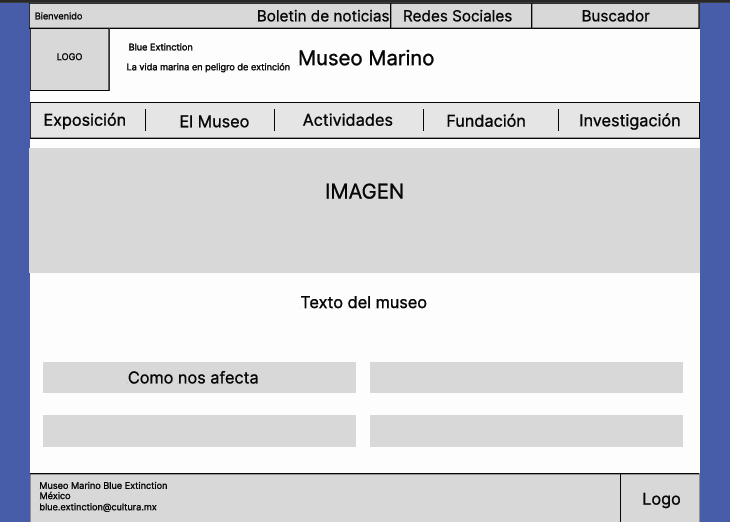 Bienvenido
Boletin de noticias
Redes Sociales
Buscador
LOGO
Blue Extinction
La vida marina en peligro de extinción
Museo Marino
Exposición
El Museo
Actividades
Fundación
Investigación
IMAGEN
Texto del museo
Como nos afecta
Museo Marino Blue Extinction
México
blue.extinction@cultura.mx
Logo